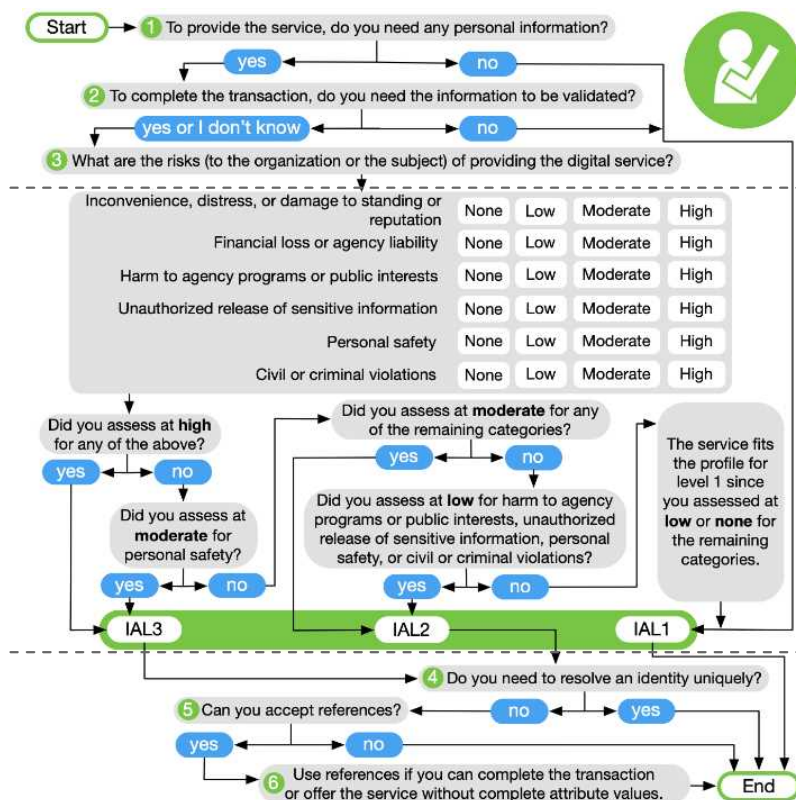 Start
1 To provide the service, do you need any personal information?
yes
no
2 To complete the transaction, do you need the information to be validated?
yes or I don't know
no
3 What are the risks (to the organization or the subject) of providing the digital service?
Inconvenience, distress, or damage to standing or
reputation
None Low Moderate High
Financial loss or agency liability None Low Moderate High
Harm to agency programs or public interests None Low Moderate High
Unauthorized release of sensitive information None Low Moderate High
Personal safety None Low Moderate High
Civil or criminal violations None Low Moderate High
Did you assess at high
for any of the above?
yes
no
Did you assess at
moderate for
personal safety?
yes
no
Did you assess at moderate for any
of the remaining categories?
yes
no
Did you assess at low for harm to agency
programs or public interests, unauthorized
release of sensitive information, personal
safety, or civil or criminal violations?
yes
no
The service fits
the profile for
level 1 since
you assessed at
low or none for
the remaining
categories.
IAL3
IAL2
IAL1
4 Do you need to resolve an identity uniquely?
no
yes
5 Can you accept references?
yes
no
6 Use references if you can complete the transaction
or offer the service without complete attribute values.
End